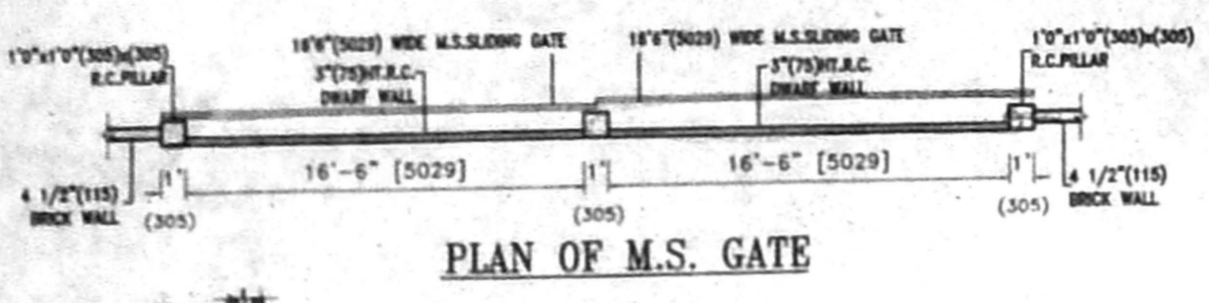 1'0"x1'0"(305)x(305)
R.C.PILLAR
16'6"(5029) WIDE M.S.SLIDING GATE
3"(75)HT.R.C.
DWARF WALL
16'6"(5029) WIDE M.S.SLIDING GATE
3"(75)HT.R.C.
DWARF WALL
1'0"x1'0"(305)x(305)
R.C.PILLAR
4 1/2"(115)
BRICK WALL
1'
(305)
16'-6" [5029]
1'
(305)
16'-6" [5029]
1'
(305)
4 1/2"(115)
BRICK WALL
PLAN OF M.S. GATE